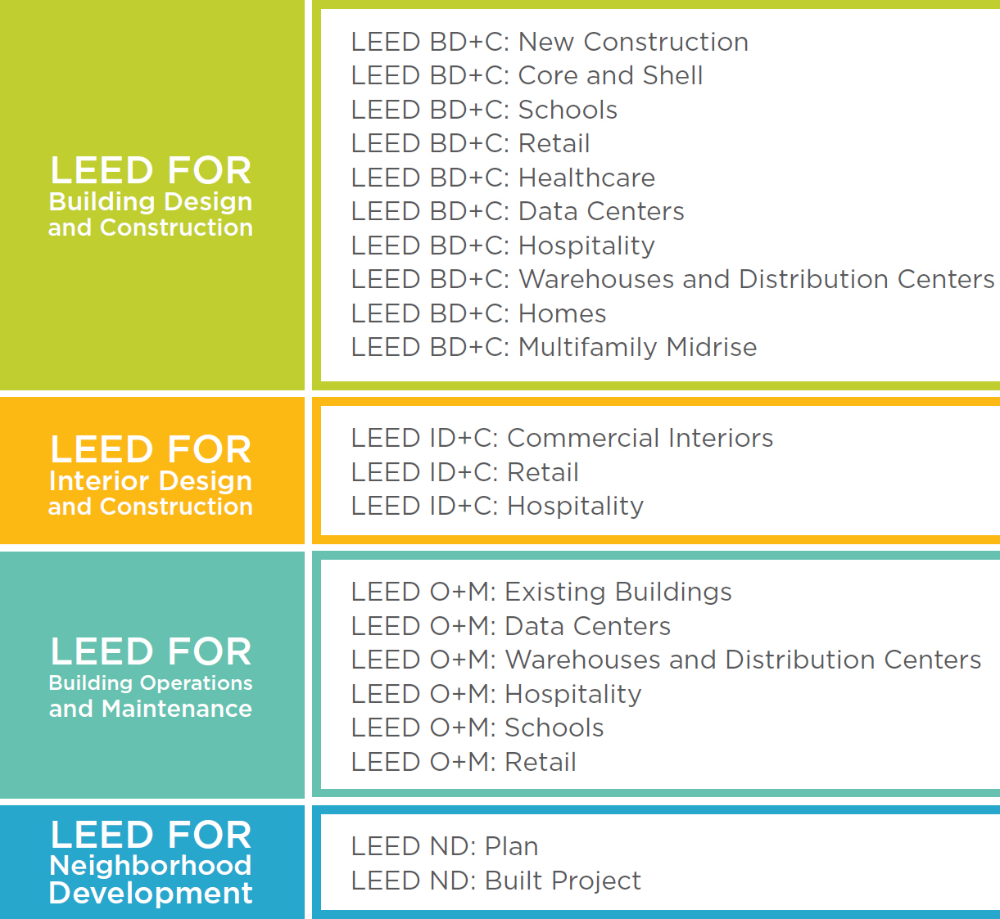 LEED FOR
Building Design
and Construction
LEED BD+C: New Construction
LEED BD+C: Core and Shell
LEED BD+C: Schools
LEED BD+C: Retail
LEED BD+C: Healthcare
LEED BD+C: Data Centers
LEED BD+C: Hospitality
LEED BD+C: Warehouses and Distribution Centers
LEED BD+C: Homes
LEED BD+C: Multifamily Midrise
LEED FOR
Interior Design
and Construction
LEED ID+C: Commercial Interiors
LEED ID+C: Retail
LEED ID+C: Hospitality
LEED FOR
Building Operations
and Maintenance
LEED O+M: Existing Buildings
LEED O+M: Data Centers
LEED O+M: Warehouses and Distribution Centers
LEED O+M: Hospitality
LEED O+M: Schools
LEED O+M: Retail
LEED FOR
Neighborhood
Development
LEED ND: Plan
LEED ND: Built Project